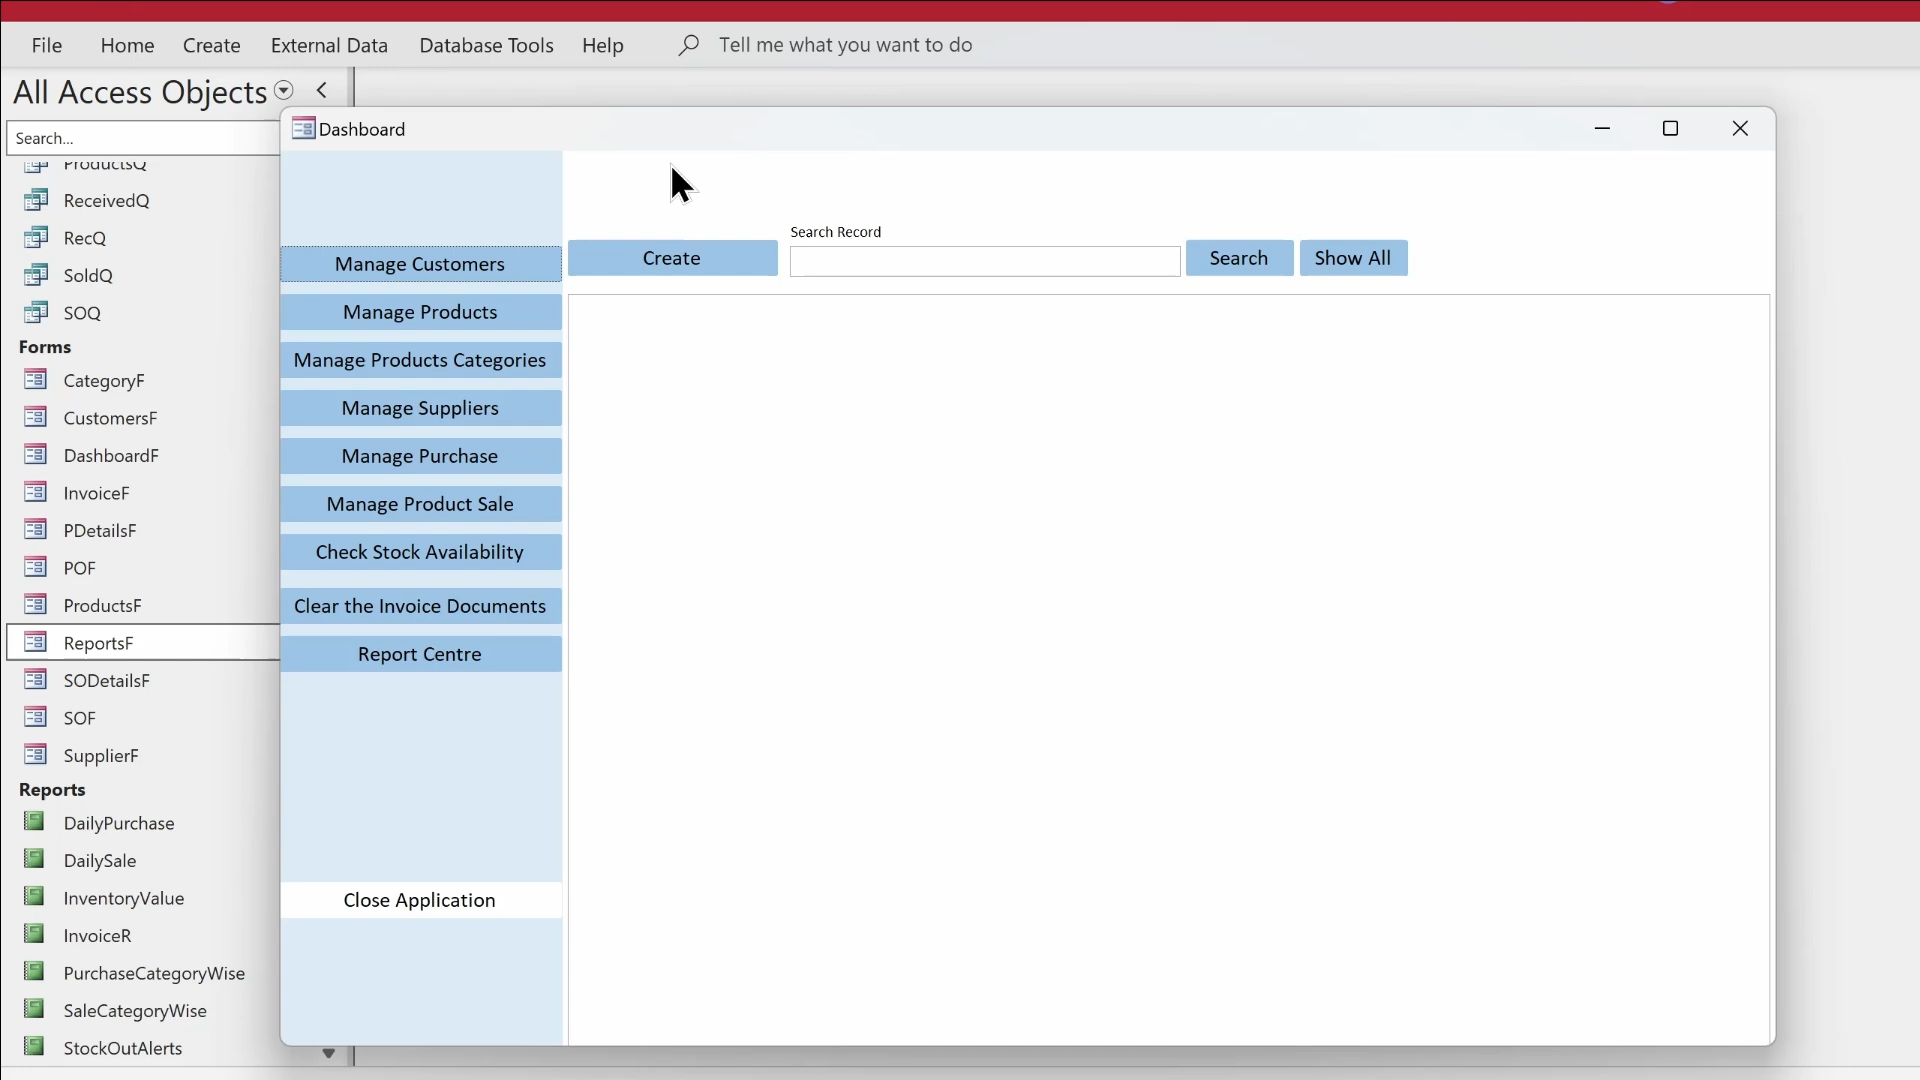 File Home Create External Data Database Tools Help Tell me what you want to do
All Access Objects
Search...
ProductsQ
ReceivedQ
RecQ
SoldQ
SOQ
Forms
CategoryF
CustomersF
DashboardF
InvoiceF
PDetailsF
POF
ProductsF
ReportsF
SODetailsF
SOF
SupplierF
Reports
DailyPurchase
DailySale
InventoryValue
InvoiceR
PurchaseCategoryWise
SaleCategoryWise
StockOutAlerts
Dashboard
Manage Customers
Manage Products
Manage Products Categories
Manage Suppliers
Manage Purchase
Manage Product Sale
Check Stock Availability
Clear the Invoice Documents
Report Centre
Close Application
Search Record
Create Search Show All